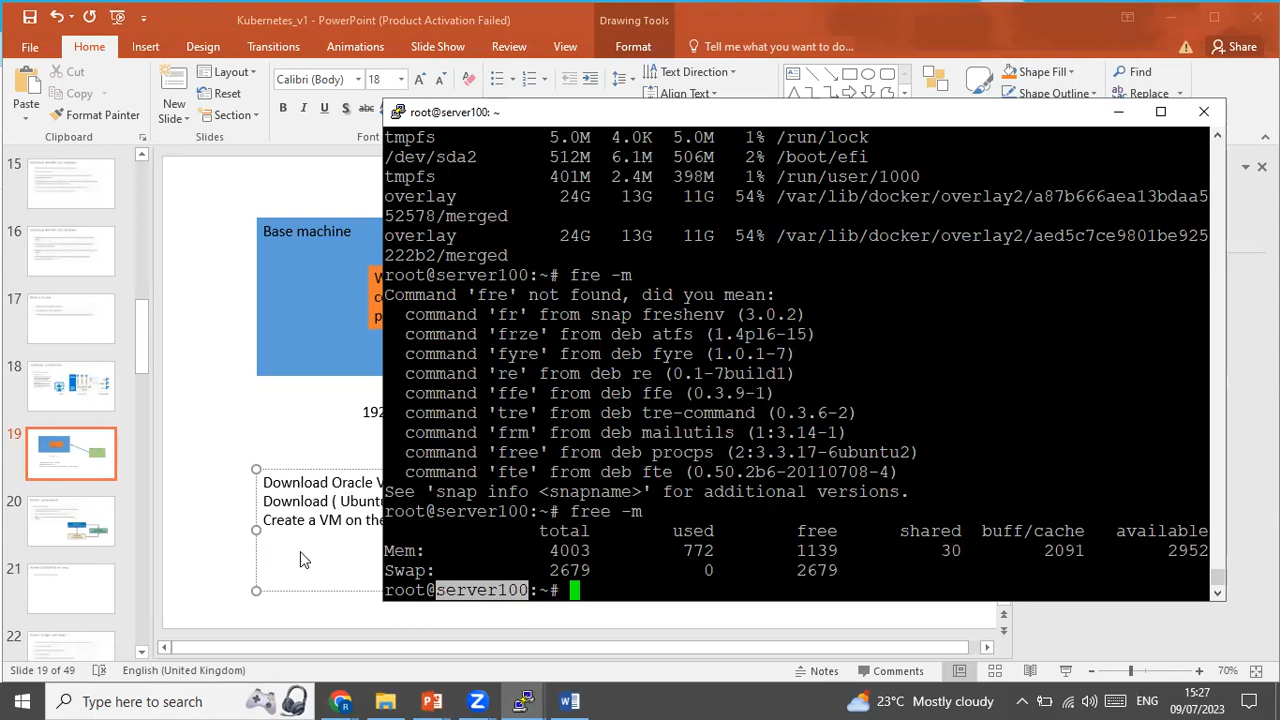 Kubernetes_v1 - PowerPoint (Product Activation Failed)
Drawing Tools
File Home Insert Design Transitions Animations Slide Show Review View Format Tell me what you want to do... Share
Paste
Cut
Copy
Format Painter
Clipboard
New
Slide
Layout
Reset
Section
Slides
Calibri (Body) 18
B I U S abc
Font
Text Direction
Align Text
Shape Fill
Find
Replace
root@server100: ~
tmpfs 5.0M 4.0K 5.0M 1% /run/lock
/dev/sda2 512M 6.1M 506M 2% /boot/efi
tmpfs 401M 2.4M 398M 1% /run/user/1000
overlay 24G 13G 11G 54% /var/lib/docker/overlay2/a87b666aea13bdaa5
52578/merged
overlay 24G 13G 11G 54% /var/lib/docker/overlay2/aed5c7ce9801be925
222b2/merged
root@server100:~# fre -m
Command 'fre' not found, did you mean:
command 'fr' from snap freshenv (3.0.2)
command 'frze' from deb atfs (1.4pl6-15)
command 'fyre' from deb fyre (1.0.1-7)
command 're' from deb re (0.1-7build1)
command 'ffe' from deb ffe (0.3.9-1)
command 'tre' from deb tre-command (0.3.6-2)
command 'frm' from deb mailutils (1:3.14-1)
command 'free' from deb procps (2:3.3.17-6ubuntu2)
command 'fte' from deb fte (0.50.2b6-20110708-4)
See 'snap info <snapname>' for additional versions.
root@server100:~# free -m
total used free shared buff/cache available
Mem: 4003 772 1139 30 2091 2952
Swap: 2679 0 2679
root@server100:~#
15
16
17
18
19
20
21
22
Base machine
W
c
p
192
Download Oracle V
Download ( Ubunt
Create a VM on the
Slide 19 of 49 English (United Kingdom) Notes Comments 70%
Type here to search
23°C Mostly cloudy
ENG
15:27
09/07/2023